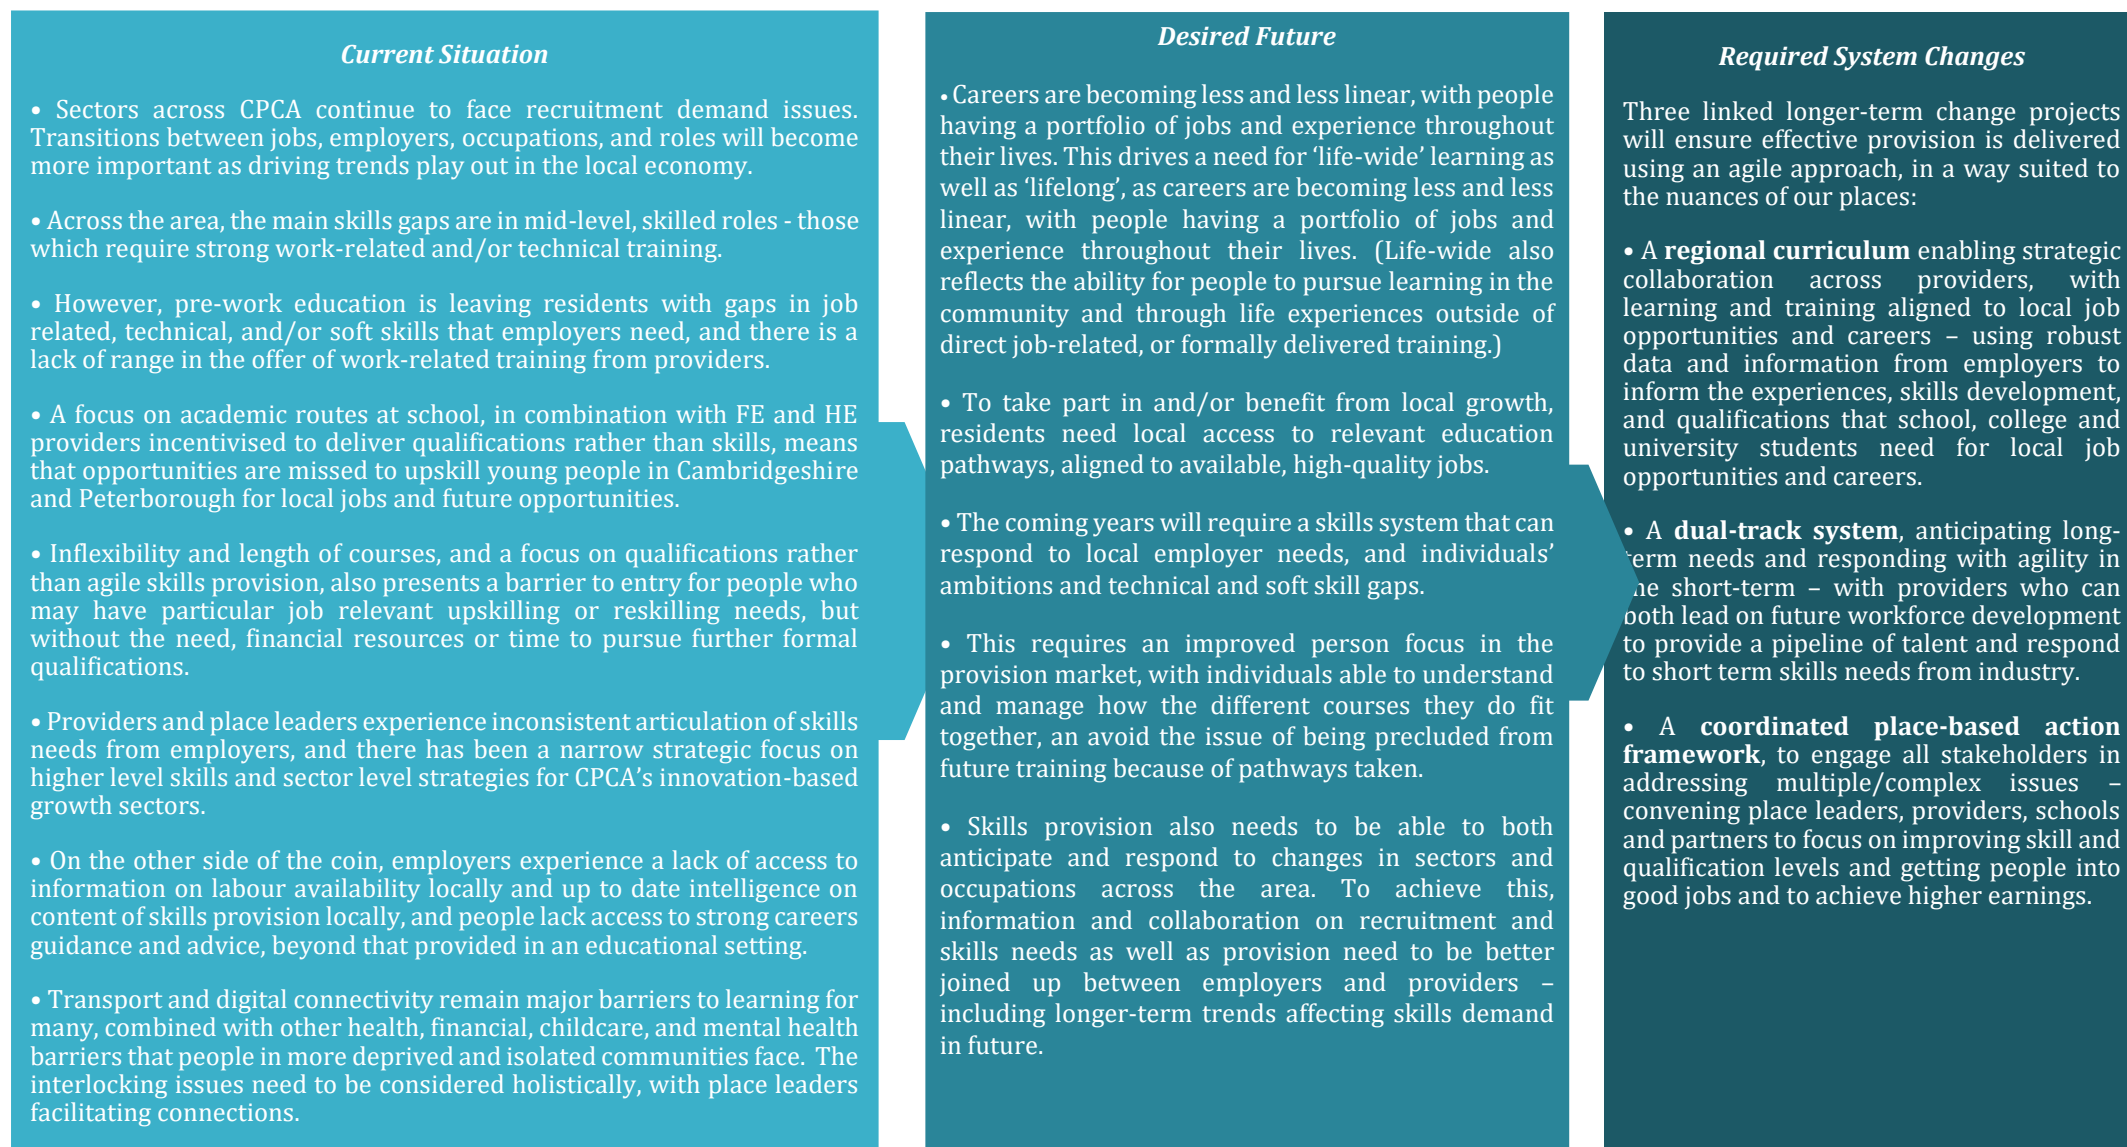 Current Situation
• Sectors across CPCA continue to face recruitment demand issues.
Transitions between jobs, employers, occupations, and roles will become
more important as driving trends play out in the local economy.
• Across the area, the main skills gaps are in mid-level, skilled roles - those
which require strong work-related and/or technical training.
• However, pre-work education is leaving residents with gaps in job
related, technical, and/or soft skills that employers need, and there is a
lack of range in the offer of work-related training from providers.
• A focus on academic routes at school, in combination with FE and HE
providers incentivised to deliver qualifications rather than skills, means
that opportunities are missed to upskill young people in Cambridgeshire
and Peterborough for local jobs and future opportunities.
• Inflexibility and length of courses, and a focus on qualifications rather
than agile skills provision, also presents a barrier to entry for people who
may have particular job relevant upskilling or reskilling needs, but
without the need, financial resources or time to pursue further formal
qualifications.
• Providers and place leaders experience inconsistent articulation of skills
needs from employers, and there has been a narrow strategic focus on
higher level skills and sector level strategies for CPCA’s innovation-based
growth sectors.
• On the other side of the coin, employers experience a lack of access to
information on labour availability locally and up to date intelligence on
content of skills provision locally, and people lack access to strong careers
guidance and advice, beyond that provided in an educational setting.
• Transport and digital connectivity remain major barriers to learning for
many, combined with other health, financial, childcare, and mental health
barriers that people in more deprived and isolated communities face. The
interlocking issues need to be considered holistically, with place leaders
facilitating connections.
Desired Future
• Careers are becoming less and less linear, with people
having a portfolio of jobs and experience throughout
their lives. This drives a need for ‘life-wide’ learning as
well as ‘lifelong’, as careers are becoming less and less
linear, with people having a portfolio of jobs and
experience throughout their lives. (Life-wide also
reflects the ability for people to pursue learning in the
community and through life experiences outside of
direct job-related, or formally delivered training.)
• To take part in and/or benefit from local growth,
residents need local access to relevant education
pathways, aligned to available, high-quality jobs.
• The coming years will require a skills system that can
respond to local employer needs, and individuals’
ambitions and technical and soft skill gaps.
• This requires an improved person focus in the
provision market, with individuals able to understand
and manage how the different courses they do fit
together, an avoid the issue of being precluded from
future training because of pathways taken.
• Skills provision also needs to be able to both
anticipate and respond to changes in sectors and
occupations across the area. To achieve this,
information and collaboration on recruitment and
skills needs as well as provision need to be better
joined up between employers and providers –
including longer-term trends affecting skills demand
in future.
Required System Changes
Three linked longer-term change projects
will ensure effective provision is delivered
using an agile approach, in a way suited to
the nuances of our places:
• A regional curriculum enabling strategic
collaboration across providers, with
learning and training aligned to local job
opportunities and careers – using robust
data and information from employers to
inform the experiences, skills development,
and qualifications that school, college and
university students need for local job
opportunities and careers.
• A dual-track system, anticipating long-
term needs and responding with agility in
the short-term – with providers who can
both lead on future workforce development
to provide a pipeline of talent and respond
to short term skills needs from industry.
• A coordinated place-based action
framework, to engage all stakeholders in
addressing multiple/complex issues –
convening place leaders, providers, schools
and partners to focus on improving skill and
qualification levels and getting people into
good jobs and to achieve higher earnings.